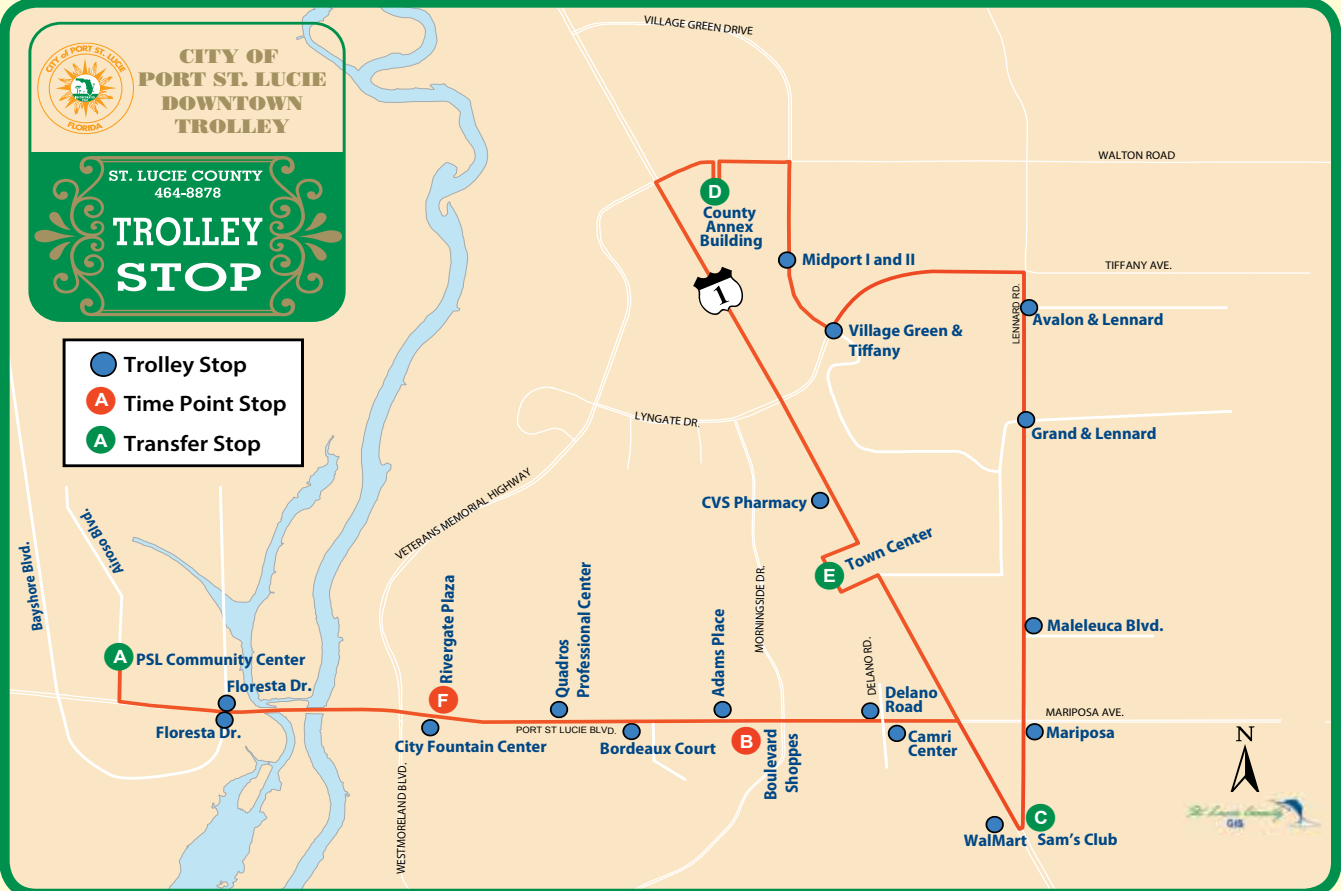 CITY of PORT ST. LUCIE
FLORIDA
CITY OF
PORT ST. LUCIE
DOWNTOWN
TROLLEY
ST. LUCIE COUNTY
464-8878
TROLLEY
STOP
Trolley Stop
A Time Point Stop
A Transfer Stop
VILLAGE GREEN DRIVE
WALTON ROAD
D
County
Annex
Building
Midport I and II
TIFFANY AVE.
1
LENNARD RD.
Avalon & Lennard
Village Green &
Tiffany
LYNGATE DR.
Grand & Lennard
VETERANS MEMORIAL HIGHWAY
CVS Pharmacy
Town Center
E
Bayshore Blvd.
Airoso Blvd.
A PSL Community Center
Floresta Dr.
Floresta Dr.
Rivergate Plaza
F
City Fountain Center
WESTMORELAND BLVD.
Quadros
Professional Center
PORT ST LUCIE BLVD.
Bordeaux Court
Adams Place
B
Boulevard
Shoppes
MORNINGSIDE DR.
DELANO RD.
Delano
Road
Camri
Center
Maleleuca Blvd.
MARIPOSA AVE.
Mariposa
C
WalMart
Sam's Club
N
St. Lucie County
GIS